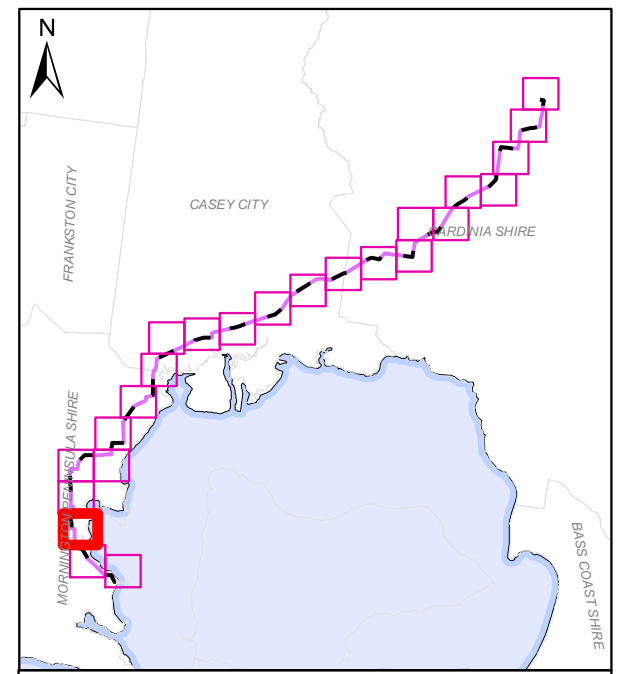 N
FRANKSTON CITY
CASEY CITY
CARDINIA SHIRE
MORNINGTON PENINSULA SHIRE
BASS COAST SHIRE